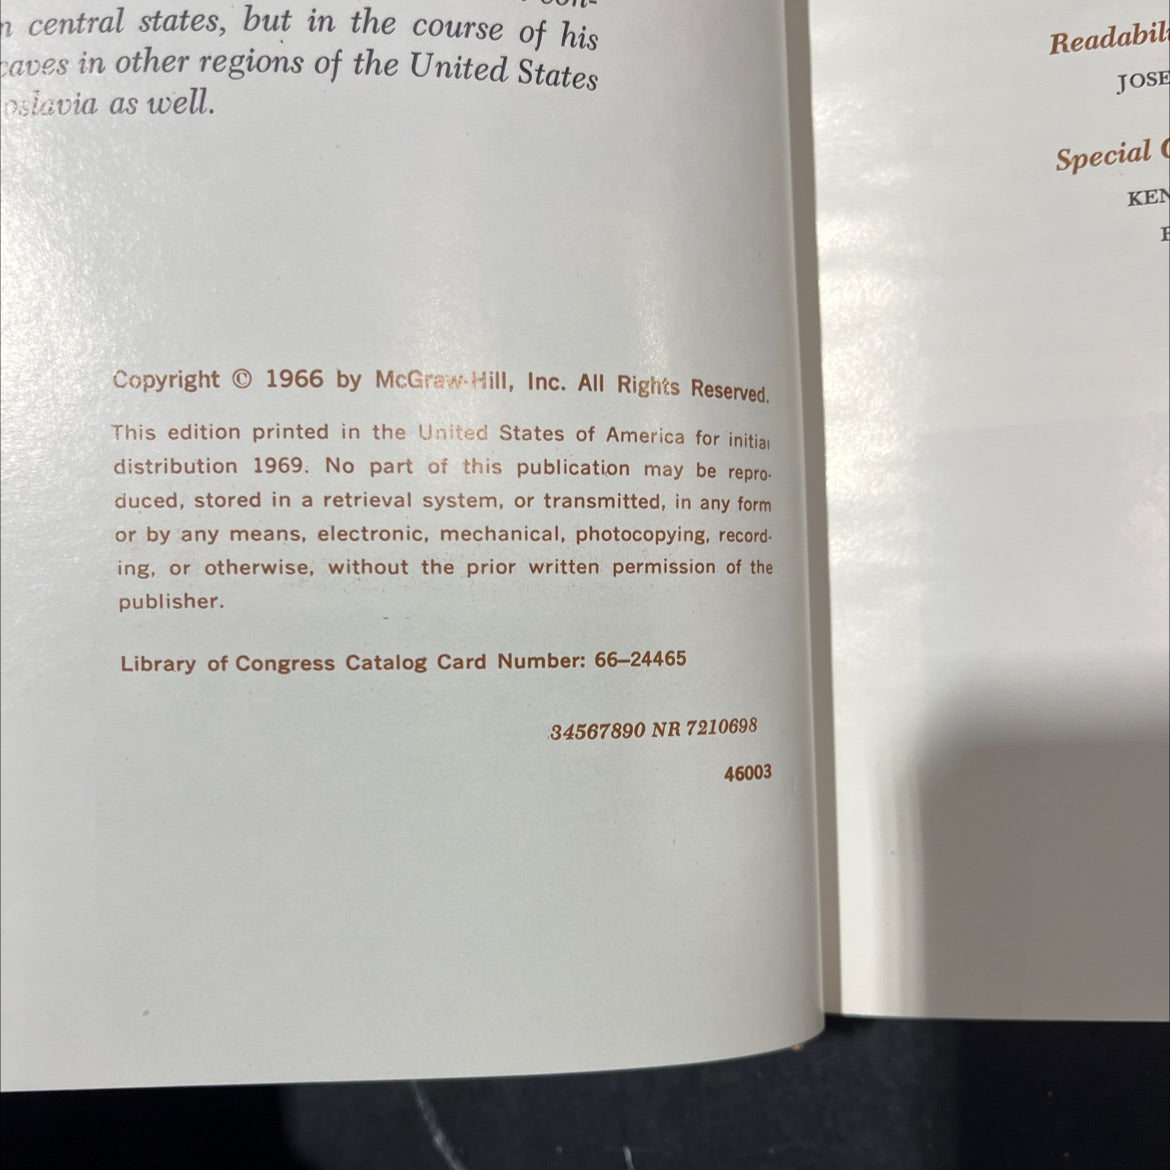 central states, but in the course of his
caves in other regions of the United States
oslavia as well.
Copyright © 1966 by McGraw-Hill, Inc. All Rights Reserved.
This edition printed in the United States of America for initial
distribution 1969. No part of this publication may be repro-
duced, stored in a retrieval system, or transmitted, in any form
or by any means, electronic, mechanical, photocopying, record-
ing, or otherwise, without the prior written permission of the
publisher.
Library of Congress Catalog Card Number: 66–24465
34567890 NR 7210698
46003
Readabil
JOSE
Special
KEN